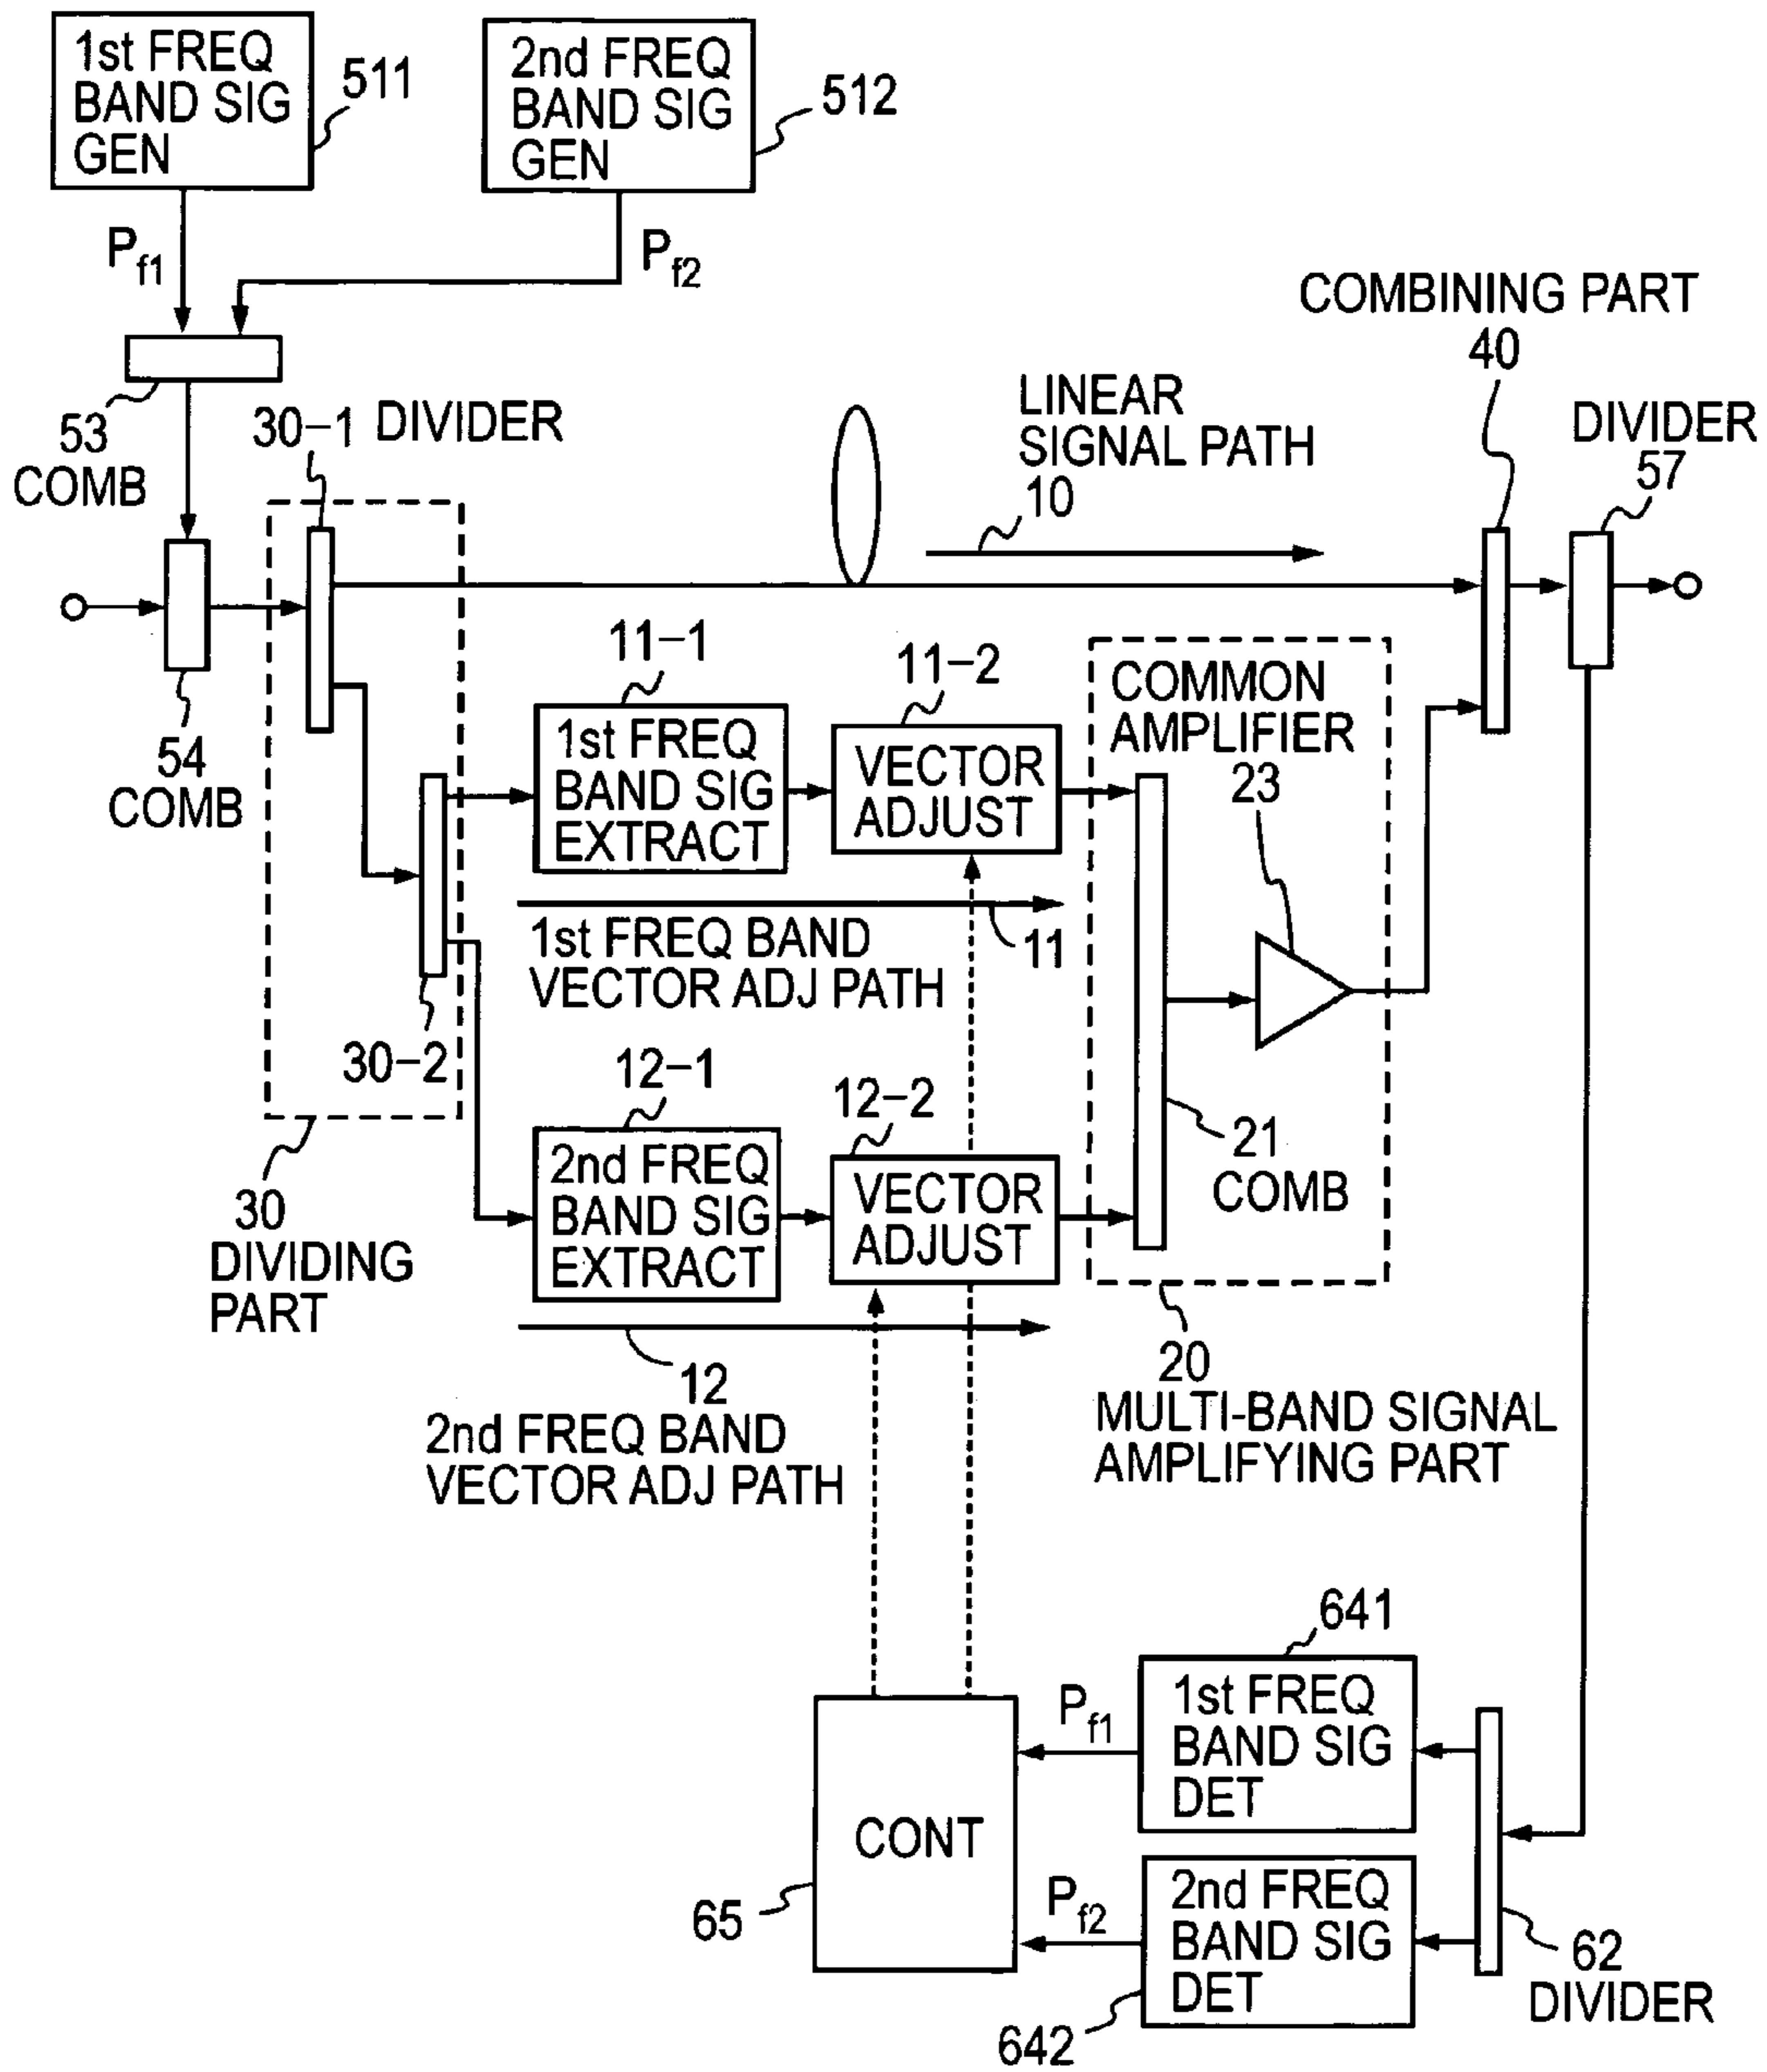 1st FREQ
BAND SIG
GEN
511
2nd FREQ
BAND SIG
GEN
512
Pf1
Pf2
COMBINING PART
40
53
COMB
30-1 DIVIDER
LINEAR
SIGNAL PATH
10
DIVIDER
57
54
COMB
11-1
1st FREQ
BAND SIG
EXTRACT
11-2
VECTOR
ADJUST
COMMON
AMPLIFIER
23
1st FREQ BAND
VECTOR ADJ PATH
11
30-2
12-1
2nd FREQ
BAND SIG
EXTRACT
12-2
VECTOR
ADJUST
21
COMB
30
DIVIDING
PART
12
2nd FREQ BAND
VECTOR ADJ PATH
20
MULTI-BAND SIGNAL
AMPLIFYING PART
641
1st FREQ
BAND SIG
DET
Pf1
CONT
65
Pf2
2nd FREQ
BAND SIG
DET
642
62
DIVIDER